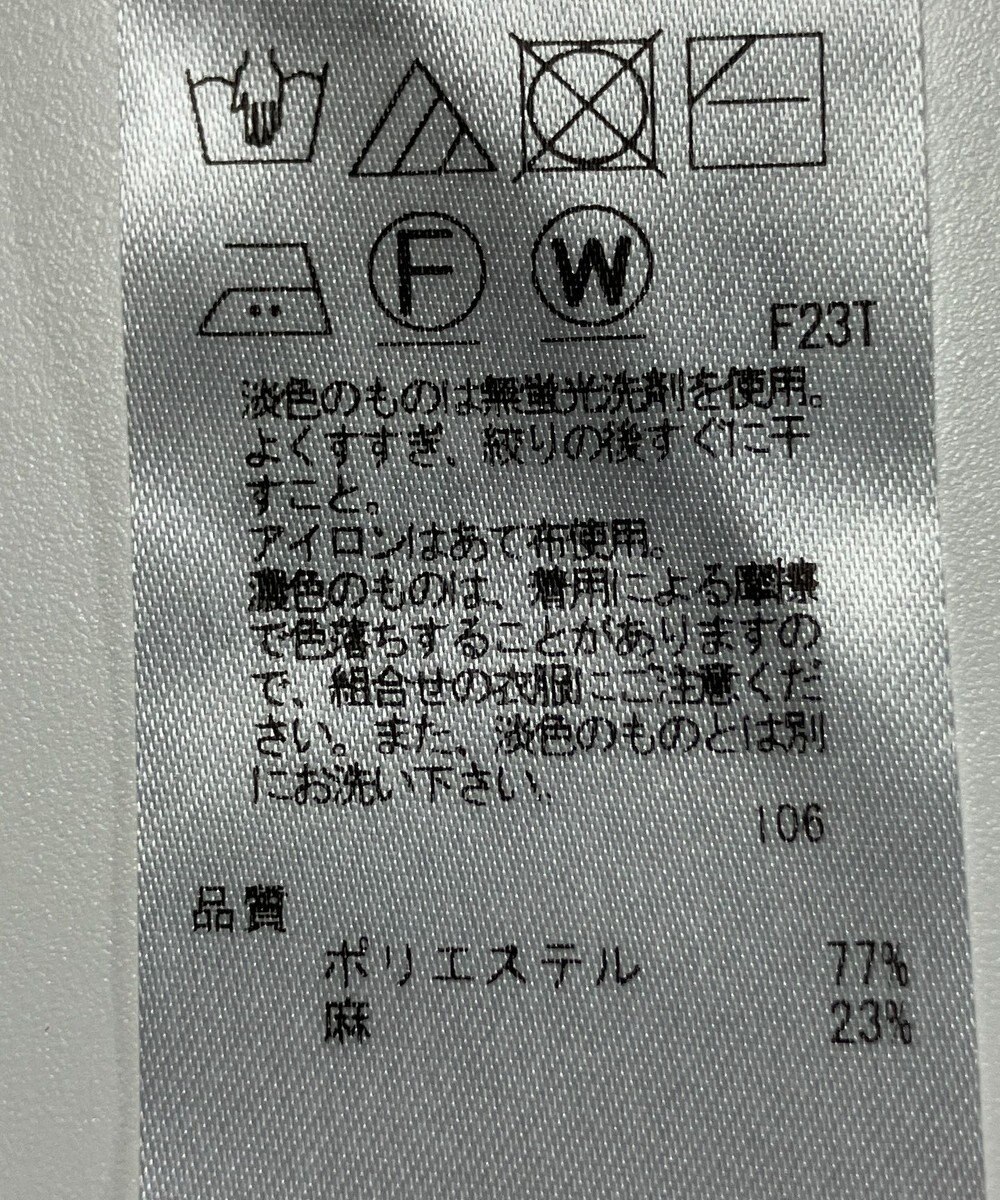 F W
F23T
淡色のものは無蛍光洗剤を使用。
よくすすぎ、絞りの後すぐに干
すこと。
アイロンはあて布使用。
濃色のものは、着用による摩擦
で色落ちすることがありますの
で、組合せの衣服にご注意くだ
さい。また、淡色のものとは別
にお洗い下さい。
106
品質
ポリエステル 77%
麻 23%